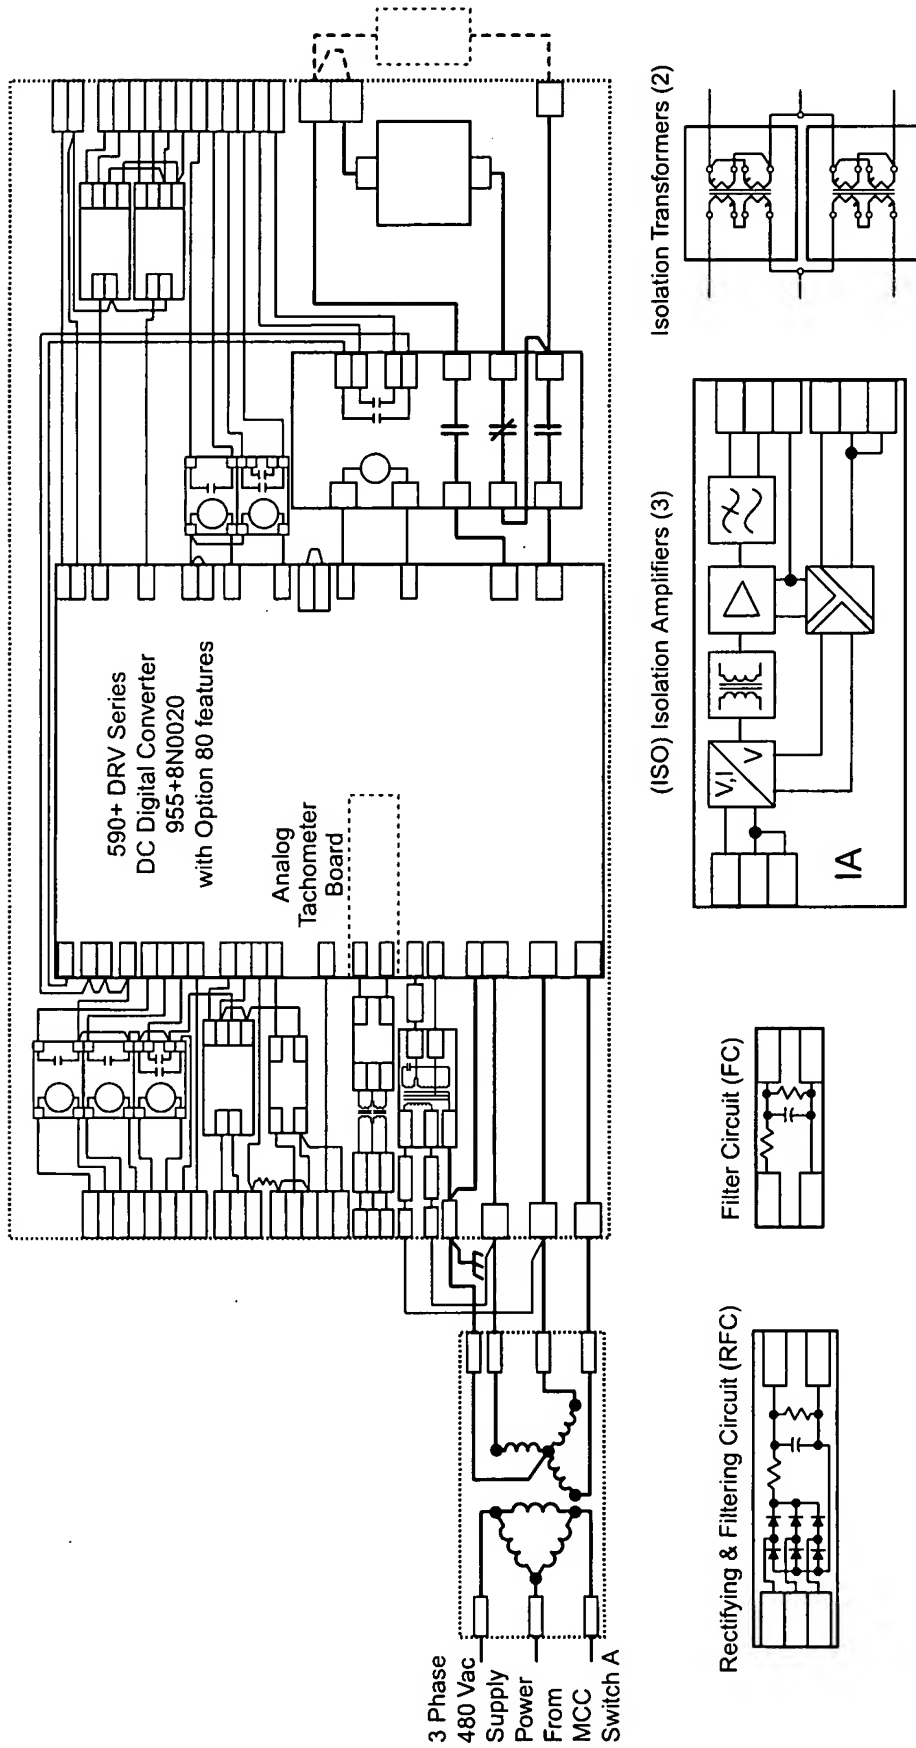 590+ DRV Series
DC Digital Converter
955+8N0020
with Option 80 features
Analog
Tachometer
Board
3 Phase
480 Vac
Supply
Power
From
MCC
Switch A
Rectifying & Filtering Circuit (RFC)
Filter Circuit (FC)
(ISO) Isolation Amplifiers (3)
V,I
V
IA
Isolation Transformers (2)